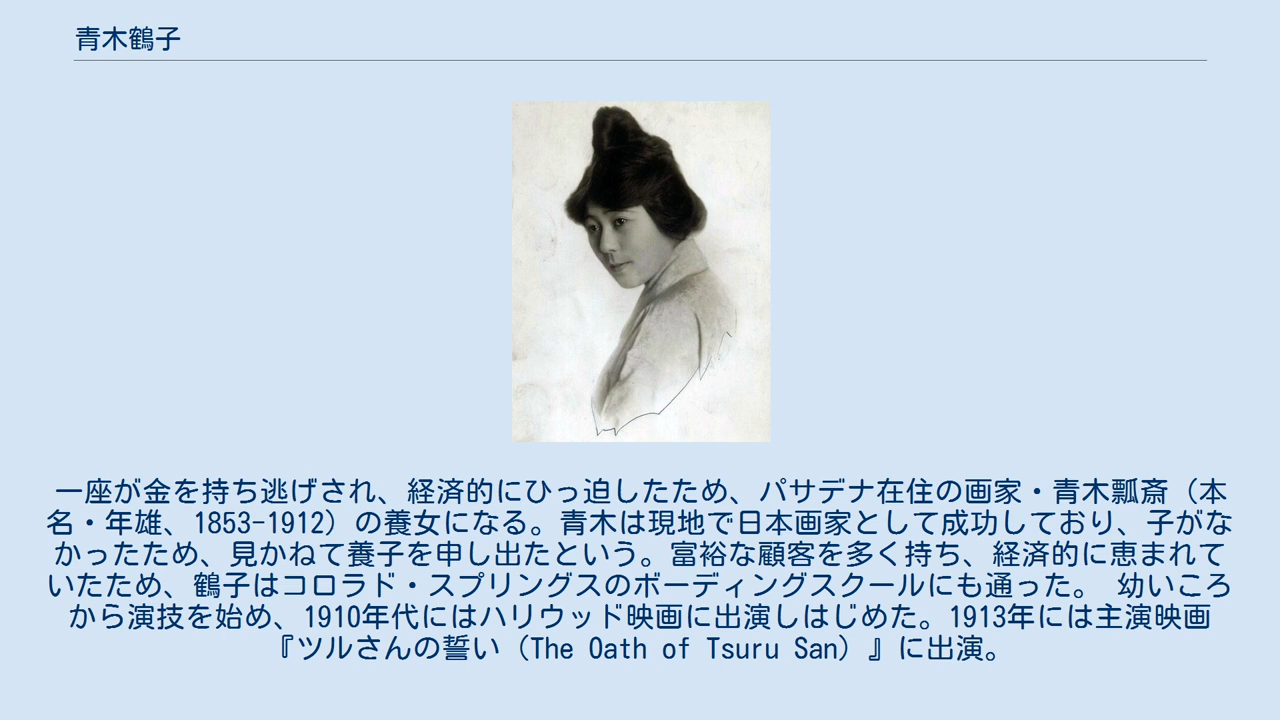 青木鶴子
一座が金を持ち逃げされ、経済的にひっ迫したため、パサデナ在住の画家・青木瓢斎（本
名・年雄、1853-1912）の養女になる。青木は現地で日本画家として成功しており、子がな
かったため、見かねて養子を申し出たという。富裕な顧客を多く持ち、経済的に恵まれて
いたため、鶴子はコロラド・スプリングスのボーディングスクールにも通った。 幼いころ
から演技を始め、1910年代にはハリウッド映画に出演しはじめた。1913年には主演映画
『ツルさんの誓い（The Oath of Tsuru San）』に出演。